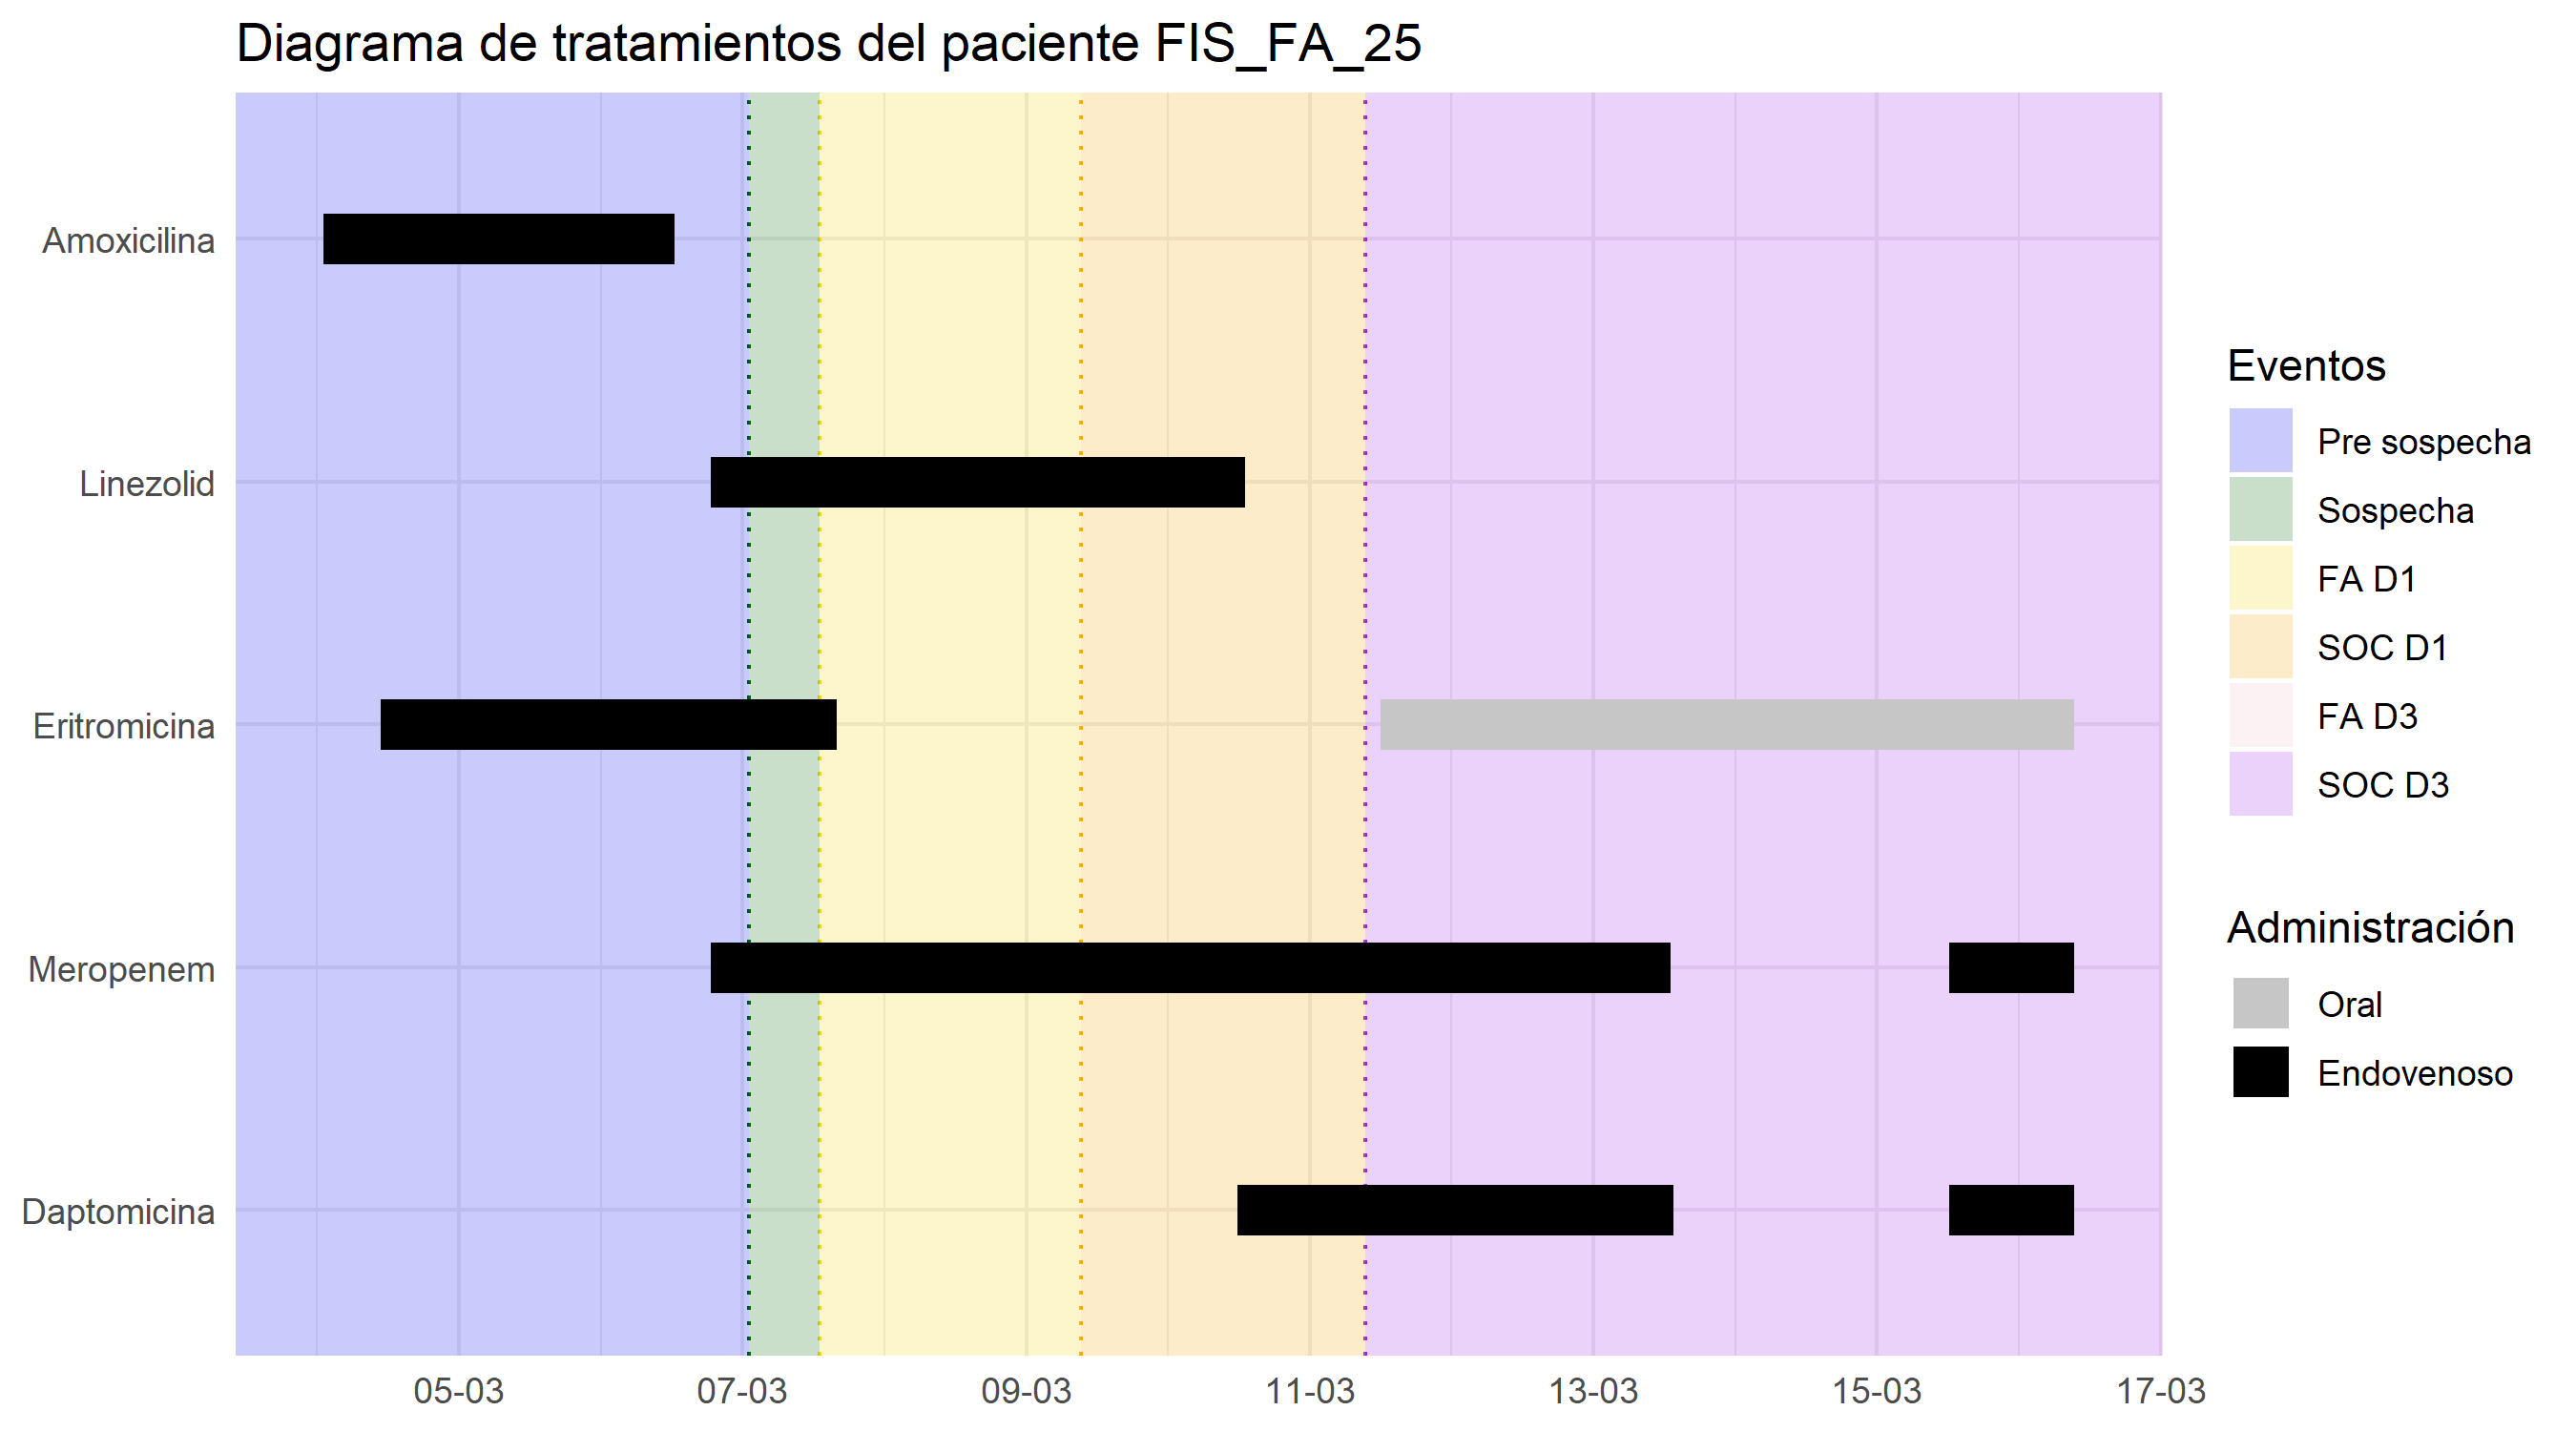 Diagrama de tratamientos del paciente FIS_FA_25
Amoxicilina
Linezolid
Eritromicina
Meropenem
Daptomicina
05-03
07-03
09-03
11-03
13-03
15-03
17-03
Eventos
Pre sospecha
Sospecha
FA D1
SOC D1
FA D3
SOC D3
Administración
Oral
Endovenoso